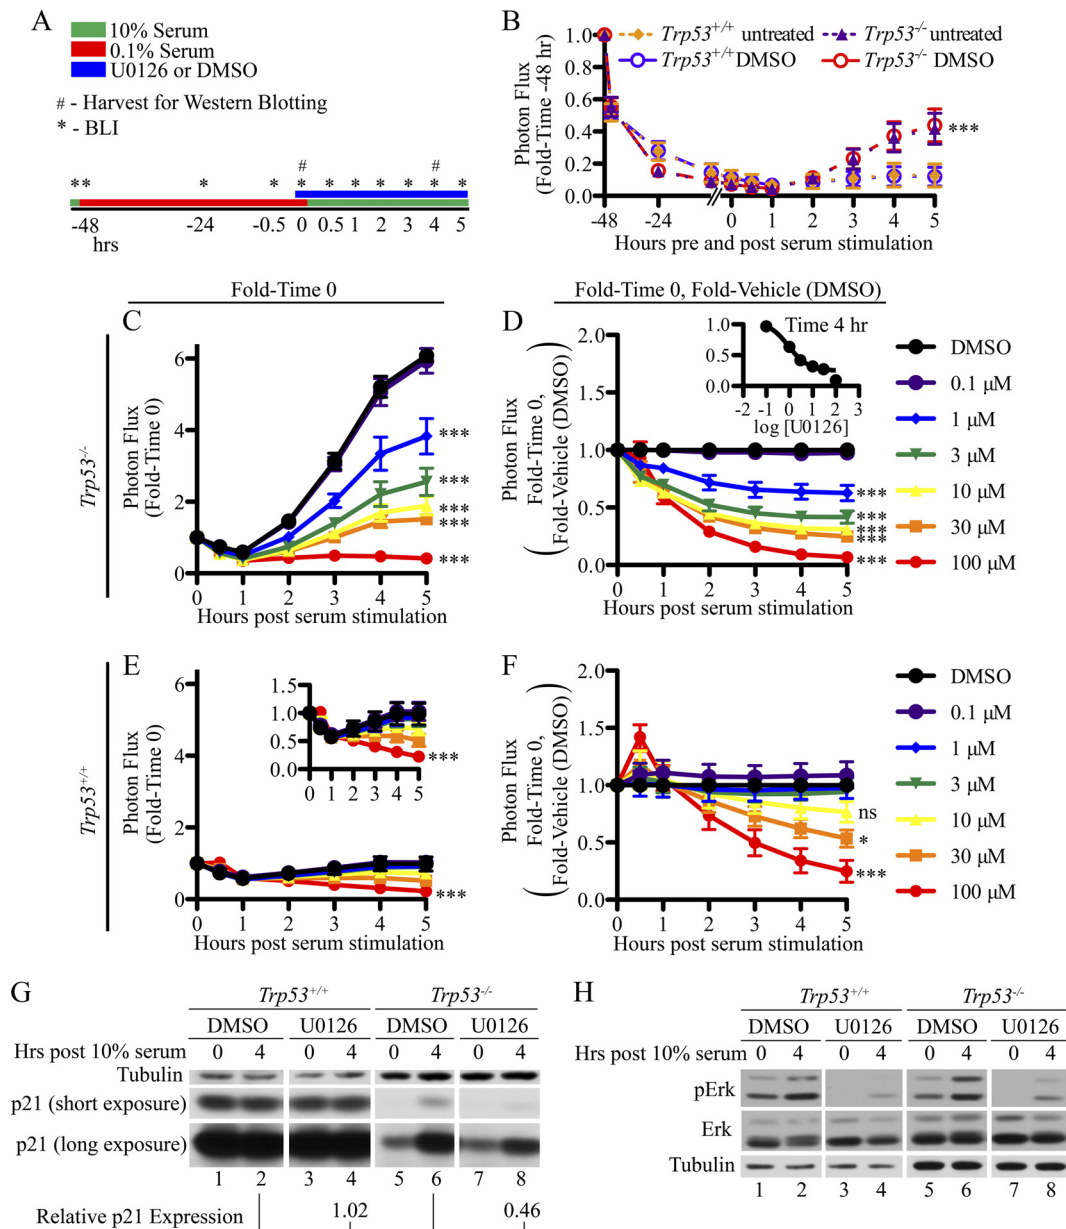 A
10% Serum
0.1% Serum
U0126 or DMSO
# - Harvest for Western Blotting
* - BLI
# #
** * * * * * * * * *
-48 -24 -0.5 0 0.5 1 2 3 4 5
hrs
B
Trp53+/+ untreated Trp53-/- untreated
Trp53+/+ DMSO Trp53-/- DMSO
Photon Flux
(Fold-Time -48 hr)
1.0
0.8
0.6
0.4
0.2
0.0
***
-48 -24 0 1 2 3 4 5
Hours pre and post serum stimulation
Fold-Time 0
Fold-Time 0, Fold-Vehicle (DMSO)
Trp53-/-
C
Photon Flux
(Fold-Time 0)
6
4
2
0
***
***
***
***
***
0 1 2 3 4 5
Hours post serum stimulation
D
Photon Flux
Fold-Time 0,
(Fold-Vehicle (DMSO))
2.0
1.5
1.0
0.5
0.0
Time 4 hr
1.0
0.5
0.0
-2 -1 0 1 2 3
log [U0126]
***
***
***
***
***
0 1 2 3 4 5
Hours post serum stimulation
DMSO
0.1 µM
1 µM
3 µM
10 µM
30 µM
100 µM
Trp53+/+
E
Photon Flux
(Fold-Time 0)
6
4
2
0
1.5
1.0
0.5
0.0
0 1 2 3 4 5
***
***
0 1 2 3 4 5
Hours post serum stimulation
F
Photon Flux
Fold-Time 0,
(Fold-Vehicle (DMSO))
2.0
1.5
1.0
0.5
0.0
ns
*
***
0 1 2 3 4 5
Hours post serum stimulation
DMSO
0.1 µM
1 µM
3 µM
10 µM
30 µM
100 µM
G
Trp53+/+ Trp53-/-
DMSO U0126 DMSO U0126
Hrs post 10% serum 0 4 0 4 0 4 0 4
Tubulin
p21 (short exposure)
p21 (long exposure)
1 2 3 4 5 6 7 8
Relative p21 Expression 1.02 0.46
H
Trp53+/+ Trp53-/-
DMSO U0126 DMSO U0126
Hrs post 10% serum 0 4 0 4 0 4 0 4
pErk
Erk
Tubulin
1 2 3 4 5 6 7 8